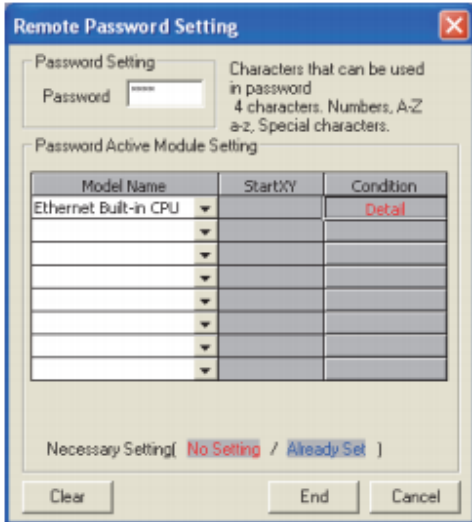 Remote Password Setting
Password Setting
Password ****
Characters that can be used
in password
4 characters. Numbers, A-Z
a-z, Special characters.
Password Active Module Setting
Model Name StartXY Condition
Ethernet Built-in CPU Detail
Necessary Setting( No Setting / Already Set )
Clear End Cancel